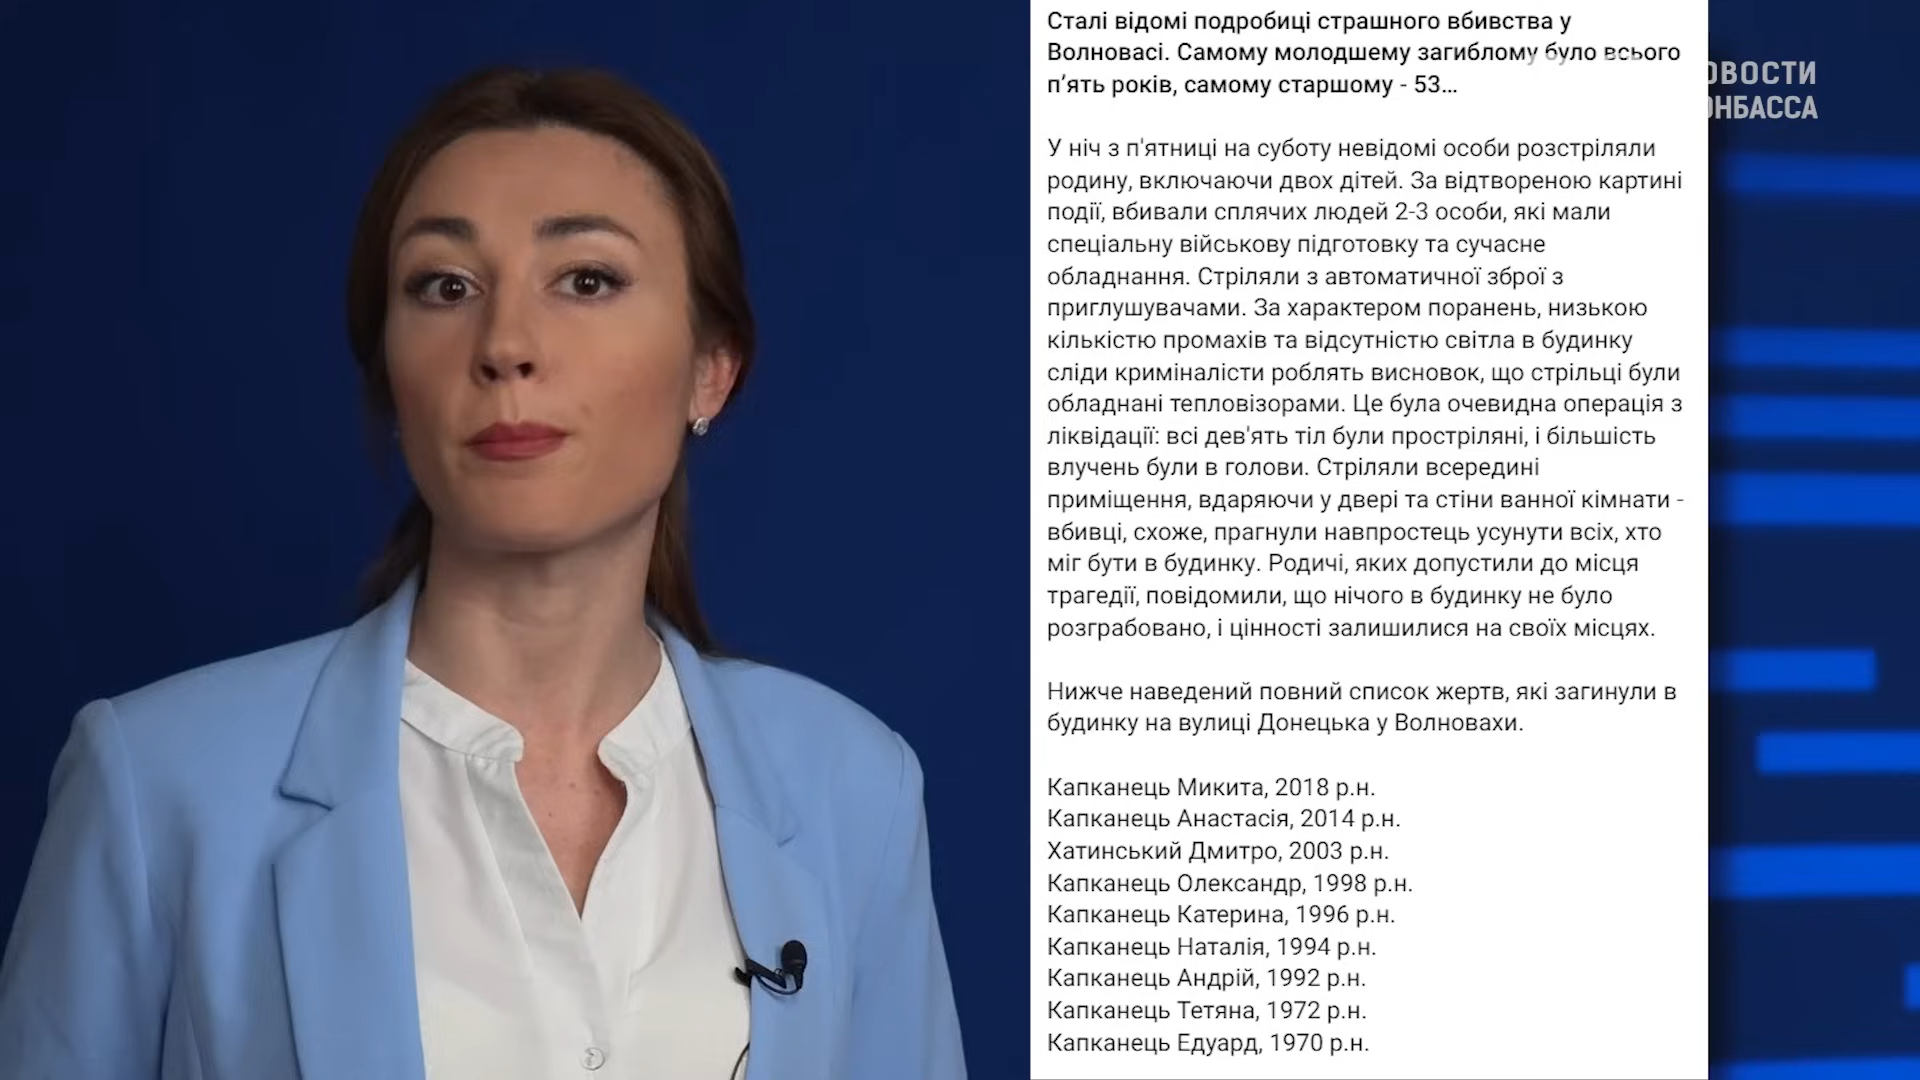 Сталі відомі подробиці страшного вбивства у
Волновасі. Самому молодшему загиблому було всього
п’ять років, самому старшому - 53...
У ніч з п'ятниці на суботу невідомі особи розстріляли
родину, включаючи двох дітей. За відтвореною картині
події, вбивали сплячих людей 2-3 особи, які мали
спеціальну військову підготовку та сучасне
обладнання. Стріляли з автоматичної зброї з
приглушувачами. За характером поранень, низькою
кількістю промахів та відсутністю світла в будинку
сліди криміналісти роблять висновок, що стрільці були
обладнані тепловізорами. Це була очевидна операція з
ліквідації: всі дев'ять тіл були простріляні, і більшість
влучень були в голови. Стріляли всередині
приміщення, вдаряючи у двері та стіни ванної кімнати -
вбивці, схоже, прагнули навпростець усунути всіх, хто
міг бути в будинку. Родичі, яких допустили до місця
трагедії, повідомили, що нічого в будинку не було
розграбовано, і цінності залишилися на своїх місцях.
Нижче наведений повний список жертв, які загинули в
будинку на вулиці Донецька у Волновахи.
Капканець Микита, 2018 р.н.
Капканець Анастасія, 2014 р.н.
Хатинський Дмитро, 2003 р.н.
Капканець Олександр, 1998 р.н.
Капканець Катерина, 1996 р.н.
Капканець Наталія, 1994 р.н.
Капканець Андрій, 1992 р.н.
Капканець Тетяна, 1972 р.н.
Капканець Едуард, 1970 р.н.
ОВОСТИ
ОНБАССА